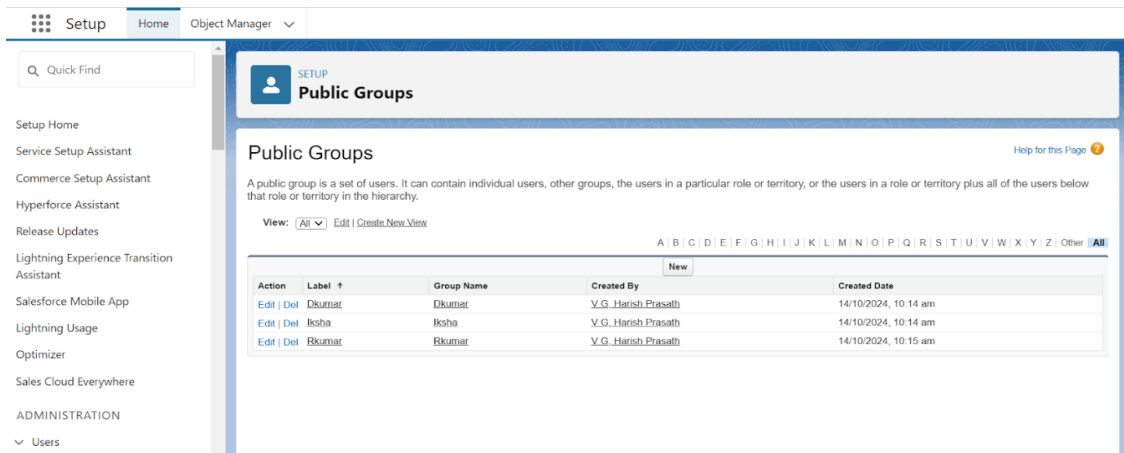 Setup Home Object Manager
Quick Find
Setup Home
Service Setup Assistant
Commerce Setup Assistant
Hyperforce Assistant
Release Updates
Lightning Experience Transition
Assistant
Salesforce Mobile App
Lightning Usage
Optimizer
Sales Cloud Everywhere
ADMINISTRATION
Users
SETUP
Public Groups
Public Groups
Help for this Page ?
A public group is a set of users. It can contain individual users, other groups, the users in a particular role or territory, or the users in a role or territory plus all of the users below
that role or territory in the hierarchy.
View: All Edit | Create New View
A | B | C | D | E | F | G | H | I | J | K | L | M | N | O | P | Q | R | S | T | U | V | W | X | Y | Z | Other All
New
Action Label ↑ Group Name Created By Created Date
Edit | Del Dkumar Dkumar V G, Harish Prasath 14/10/2024, 10:14 am
Edit | Del Iksha Iksha V G, Harish Prasath 14/10/2024, 10:14 am
Edit | Del Rkumar Rkumar V G, Harish Prasath 14/10/2024, 10:15 am